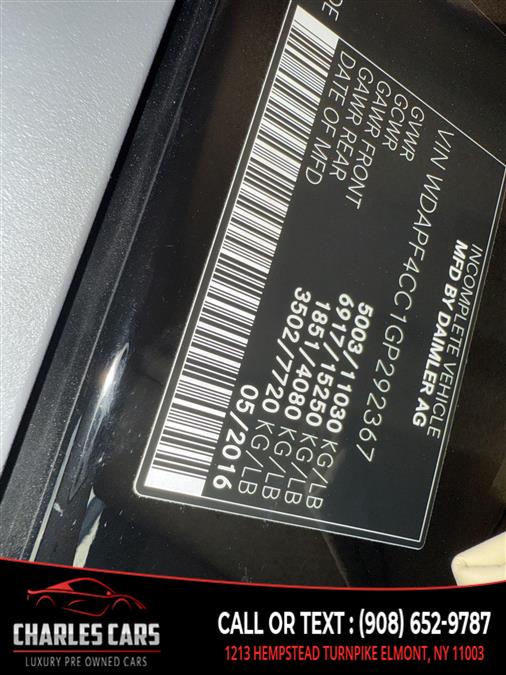 INCOMPLETE VEHICLE
MFD BY DAIMLER AG
VIN WDAPF4CC1GP292367
GVWR 5003/11030 KG/LB
GCWR 6917/15250 KG/LB
GAWR FRONT 1851/4080 KG/LB
GAWR REAR 3502/7720 KG/LB
DATE OF MFD 05/2016
DE
CHARLES CARS
LUXURY PRE OWNED CARS
CALL OR TEXT : (908) 652-9787
1213 HEMPSTEAD TURNPIKE ELMONT, NY 11003